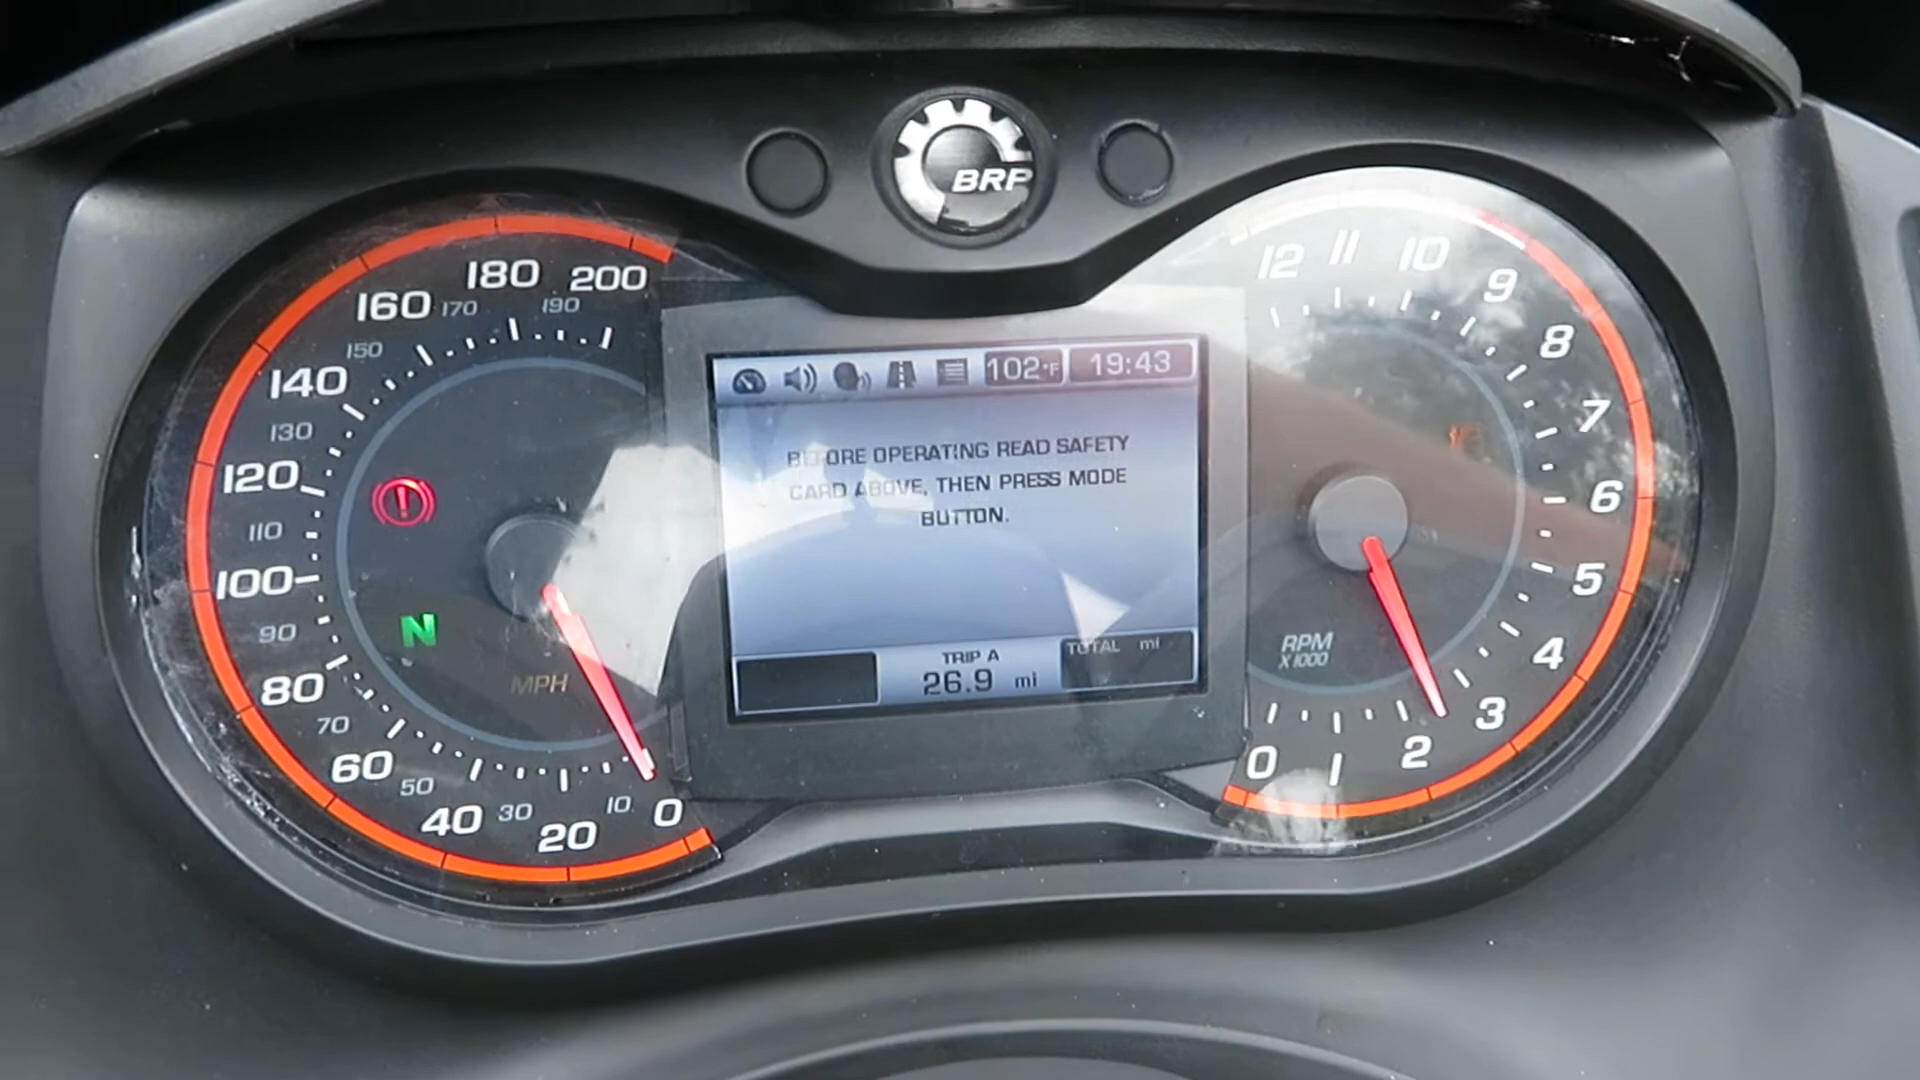 BRP
180 200
160 170 190
150
140
130
120
110
100
90
80
70
60
50
40 30 20 10 0
N
MPH
102°F 19:43
BEFORE OPERATING READ SAFETY
CARD ABOVE, THEN PRESS MODE
BUTTON.
TRIP A
26.9 mi
TOTAL mi
12 11 10
9
8
7
6
5
4
3
2
1
0
RPM
X1000